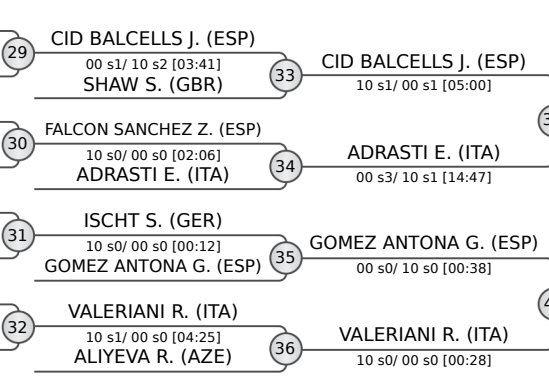 29
CID BALCELLS J. (ESP)
00 s1/ 10 s2 [03:41]
SHAW S. (GBR)
33
CID BALCELLS J. (ESP)
10 s1/ 00 s1 [05:00]
30
FALCON SANCHEZ Z. (ESP)
10 s0/ 00 s0 [02:06]
ADRASTI E. (ITA)
34
ADRASTI E. (ITA)
00 s3/ 10 s1 [14:47]
31
ISCHT S. (GER)
10 s0/ 00 s0 [00:12]
GOMEZ ANTONA G. (ESP)
35
GOMEZ ANTONA G. (ESP)
00 s0/ 10 s0 [00:38]
32
VALERIANI R. (ITA)
10 s1/ 00 s0 [04:25]
ALIYEVA R. (AZE)
36
VALERIANI R. (ITA)
10 s0/ 00 s0 [00:28]